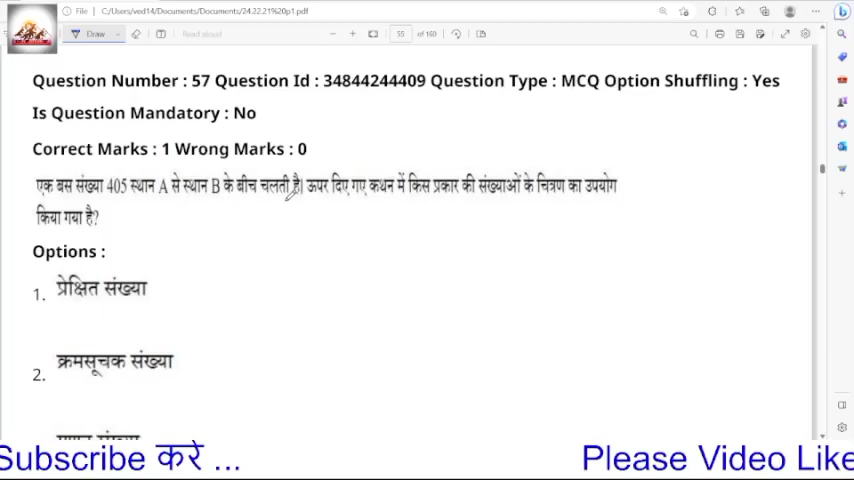 File | C:/Users/ved14/Documents/Documents/24.22.21%20p1.pdf
Draw
Read aloud
55 of 160
Question Number : 57 Question Id : 34844244409 Question Type : MCQ Option Shuffling : Yes
Is Question Mandatory : No
Correct Marks : 1 Wrong Marks : 0
एक बस संख्या 405 स्थान A से स्थान B के बीच चलती है। ऊपर दिए गए कथन में किस प्रकार की संख्याओं के चित्रण का उपयोग
किया गया है?
Options :
1. प्रेक्षित संख्या
2. क्रमसूचक संख्या
Subscribe करे ... Please Video Like